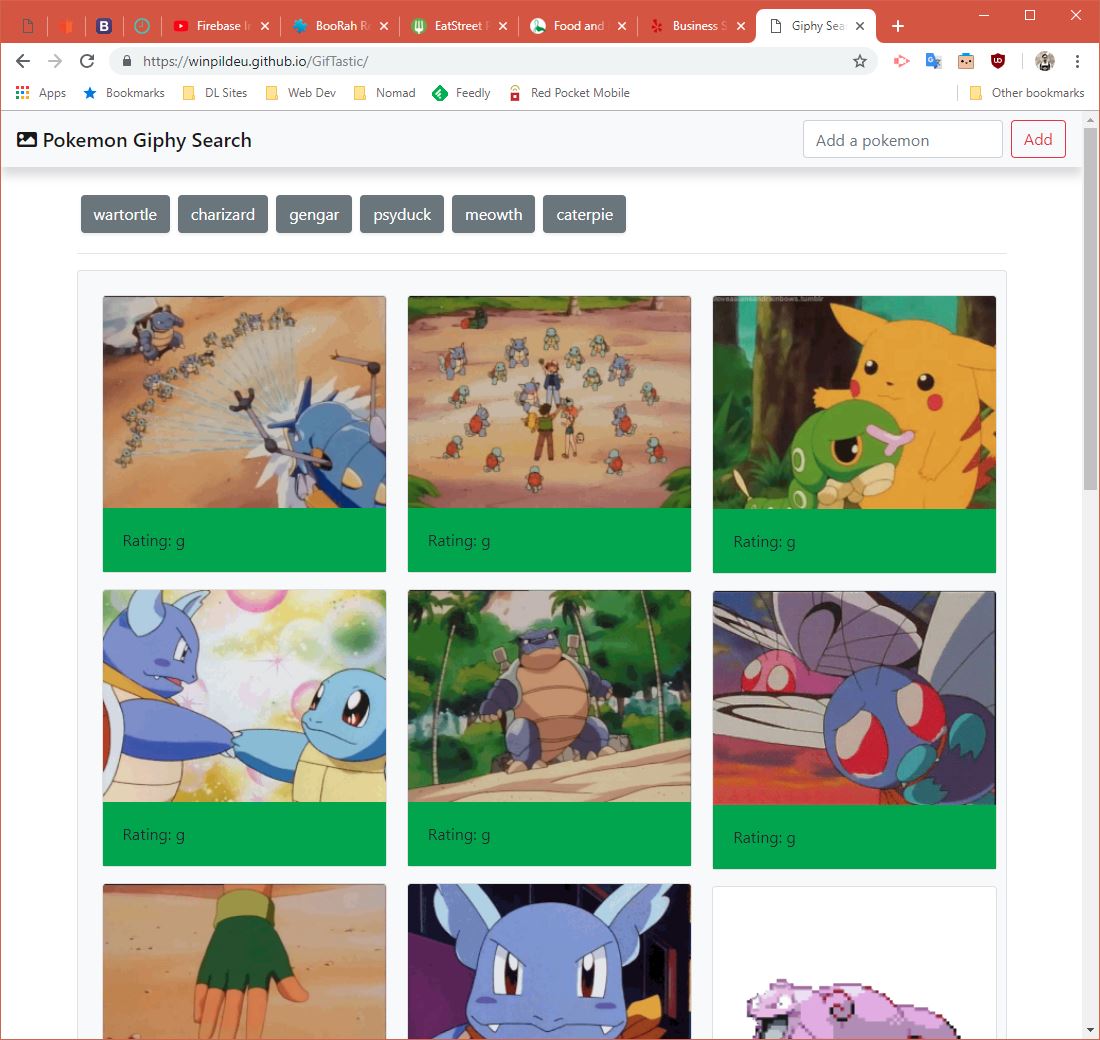 Firebase I
BooRah R
EatStreet
Food and
Business S
Giphy Sea
https://winpildeu.github.io/GifTastic/
Apps
Bookmarks
DL Sites
Web Dev
Nomad
Feedly
Red Pocket Mobile
Other bookmarks
Pokemon Giphy Search
Add a pokemon
Add
wartortle
charizard
gengar
psyduck
meowth
caterpie
Rating: g
Rating: g
Rating: g
Rating: g
Rating: g
Rating: g